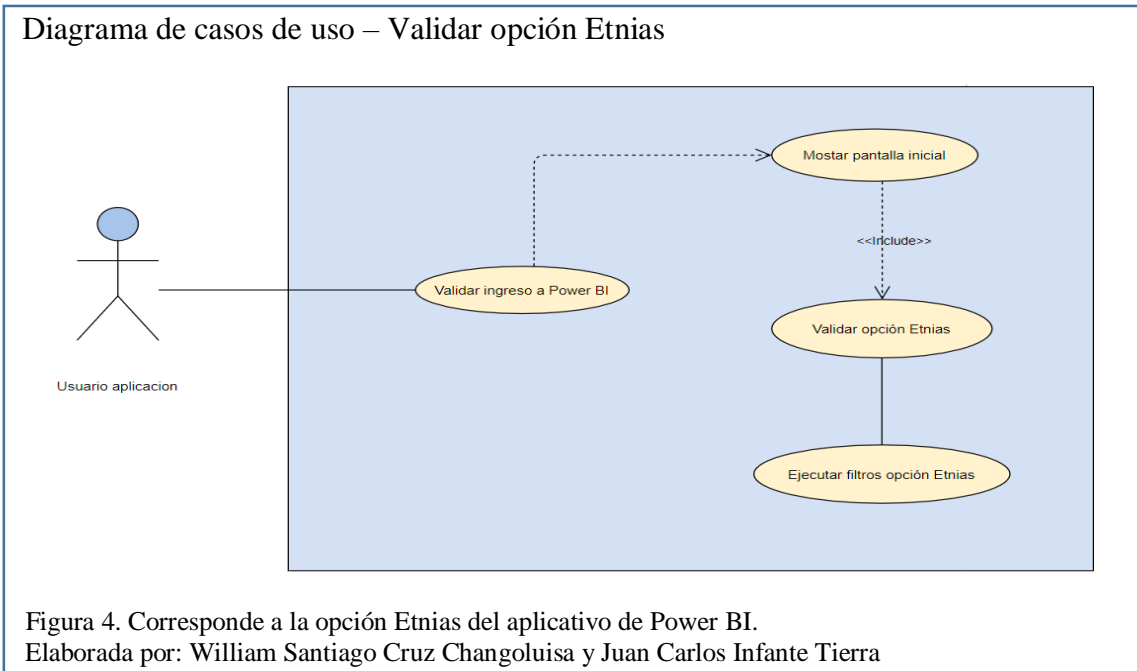 Diagrama de casos de uso – Validar opción Etnias
Mostar pantalla inicial
<<Include>>
Validar ingreso a Power BI
Validar opción Etnias
Usuario aplicacion
Ejecutar filtros opción Etnias
Figura 4. Corresponde a la opción Etnias del aplicativo de Power BI.
Elaborada por: William Santiago Cruz Changoluisa y Juan Carlos Infante Tierra